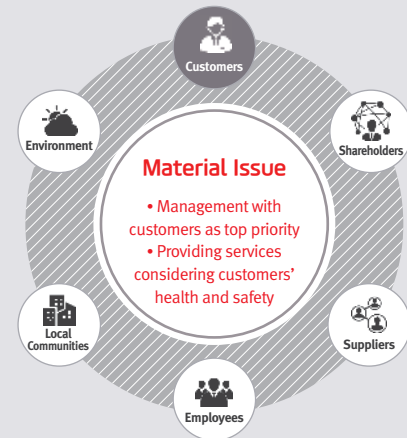 Customers
Environment
Shareholders
Material Issue
• Management with
customers as top priority
• Providing services
considering customers’
health and safety
Local
Communities
Suppliers
Employees